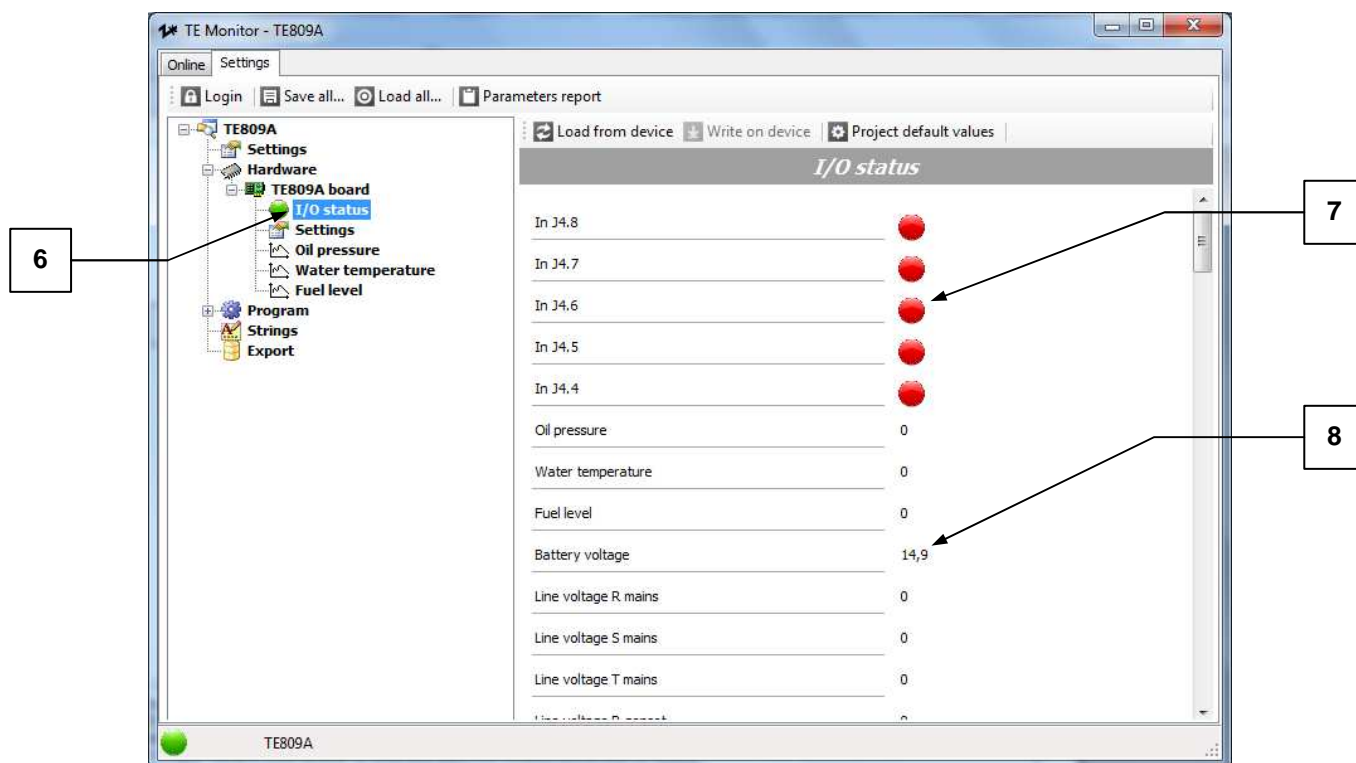 TE Monitor - TE809A
Online Settings
Login Save all... Load all... Parameters report
TE809A
Settings
Hardware
TE809A board
I/O status
Settings
Oil pressure
Water temperature
Fuel level
Program
Strings
Export
Load from device Write on device Project default values
I/O status
In J4.8
In J4.7
In J4.6
In J4.5
In J4.4
Oil pressure 0
Water temperature 0
Fuel level 0
Battery voltage 14,9
Line voltage R mains 0
Line voltage S mains 0
Line voltage T mains 0
TE809A
6
7
8